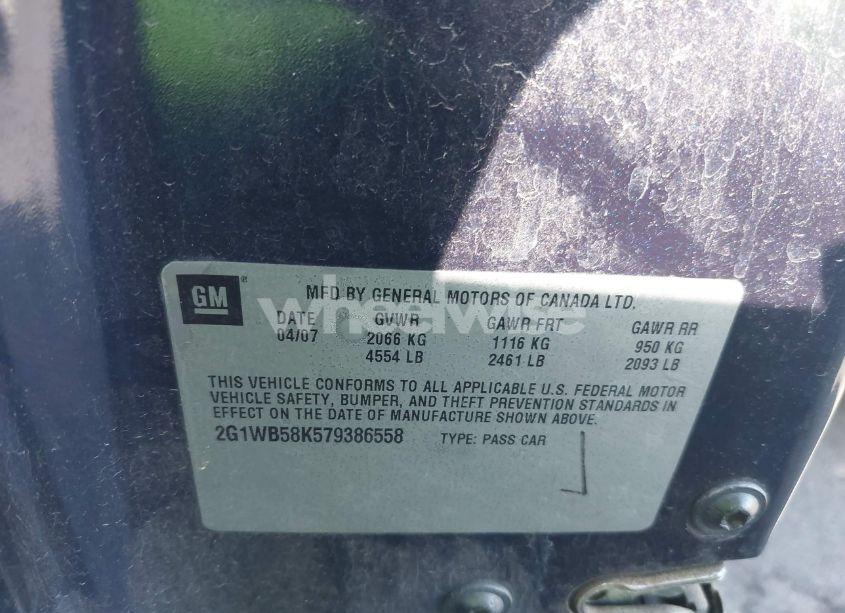 GM®
MFD BY GENERAL MOTORS OF CANADA LTD.
DATE GVWR GAWR FRT GAWR RR
04/07 2066 KG 1116 KG 950 KG
4554 LB 2461 LB 2093 LB
THIS VEHICLE CONFORMS TO ALL APPLICABLE U.S. FEDERAL MOTOR
VEHICLE SAFETY, BUMPER, AND THEFT PREVENTION STANDARDS IN
EFFECT ON THE DATE OF MANUFACTURE SHOWN ABOVE.
2G1WB58K579386558 TYPE: PASS CAR
wheelwise